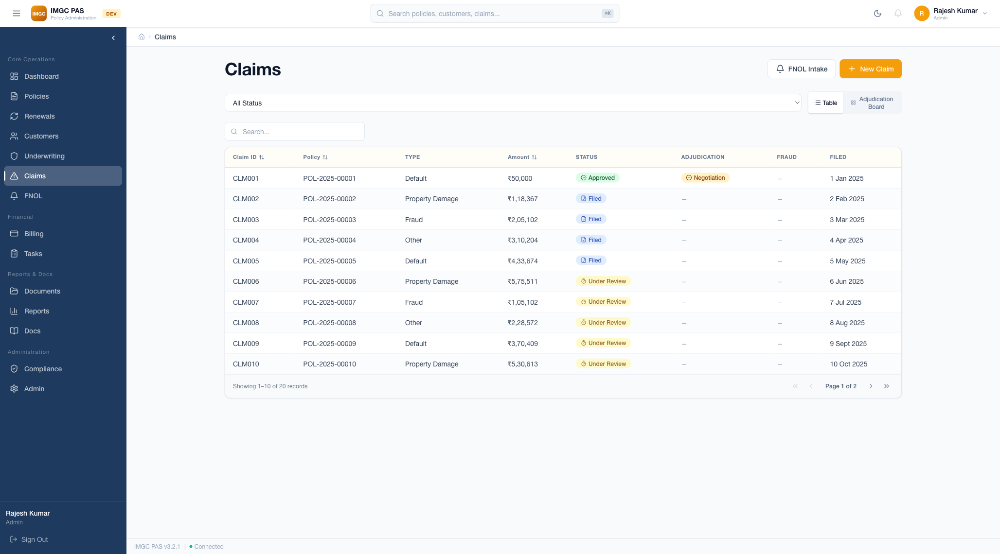 IMGC
IMGC PAS
Policy Administration
DEV
Search policies, customers, claims...
⌘K
R
Rajesh Kumar
Admin
Core Operations
Dashboard
Policies
Renewals
Customers
Underwriting
Claims
FNOL
Financial
Billing
Tasks
Reports & Docs
Documents
Reports
Docs
Administration
Compliance
Admin
Rajesh Kumar
Admin
Sign Out
Claims
Claims
FNOL Intake
+ New Claim
All Status
Table
Adjudication
Board
Search...
Claim ID Policy TYPE Amount STATUS ADJUDICATION FRAUD FILED
CLM001 POL-2025-00001 Default ₹50,000 Approved Negotiation — 1 Jan 2025
CLM002 POL-2025-00002 Property Damage ₹1,18,367 Filed — — 2 Feb 2025
CLM003 POL-2025-00003 Fraud ₹2,05,102 Filed — — 3 Mar 2025
CLM004 POL-2025-00004 Other ₹3,10,204 Filed — — 4 Apr 2025
CLM005 POL-2025-00005 Default ₹4,33,674 Filed — — 5 May 2025
CLM006 POL-2025-00006 Property Damage ₹5,75,511 Under Review — — 6 Jun 2025
CLM007 POL-2025-00007 Fraud ₹1,05,102 Under Review — — 7 Jul 2025
CLM008 POL-2025-00008 Other ₹2,28,572 Under Review — — 8 Aug 2025
CLM009 POL-2025-00009 Default ₹3,70,409 Under Review — — 9 Sept 2025
CLM010 POL-2025-00010 Property Damage ₹5,30,613 Under Review — — 10 Oct 2025
Showing 1–10 of 20 records
Page 1 of 2
IMGC PAS v3.2.1 | Connected